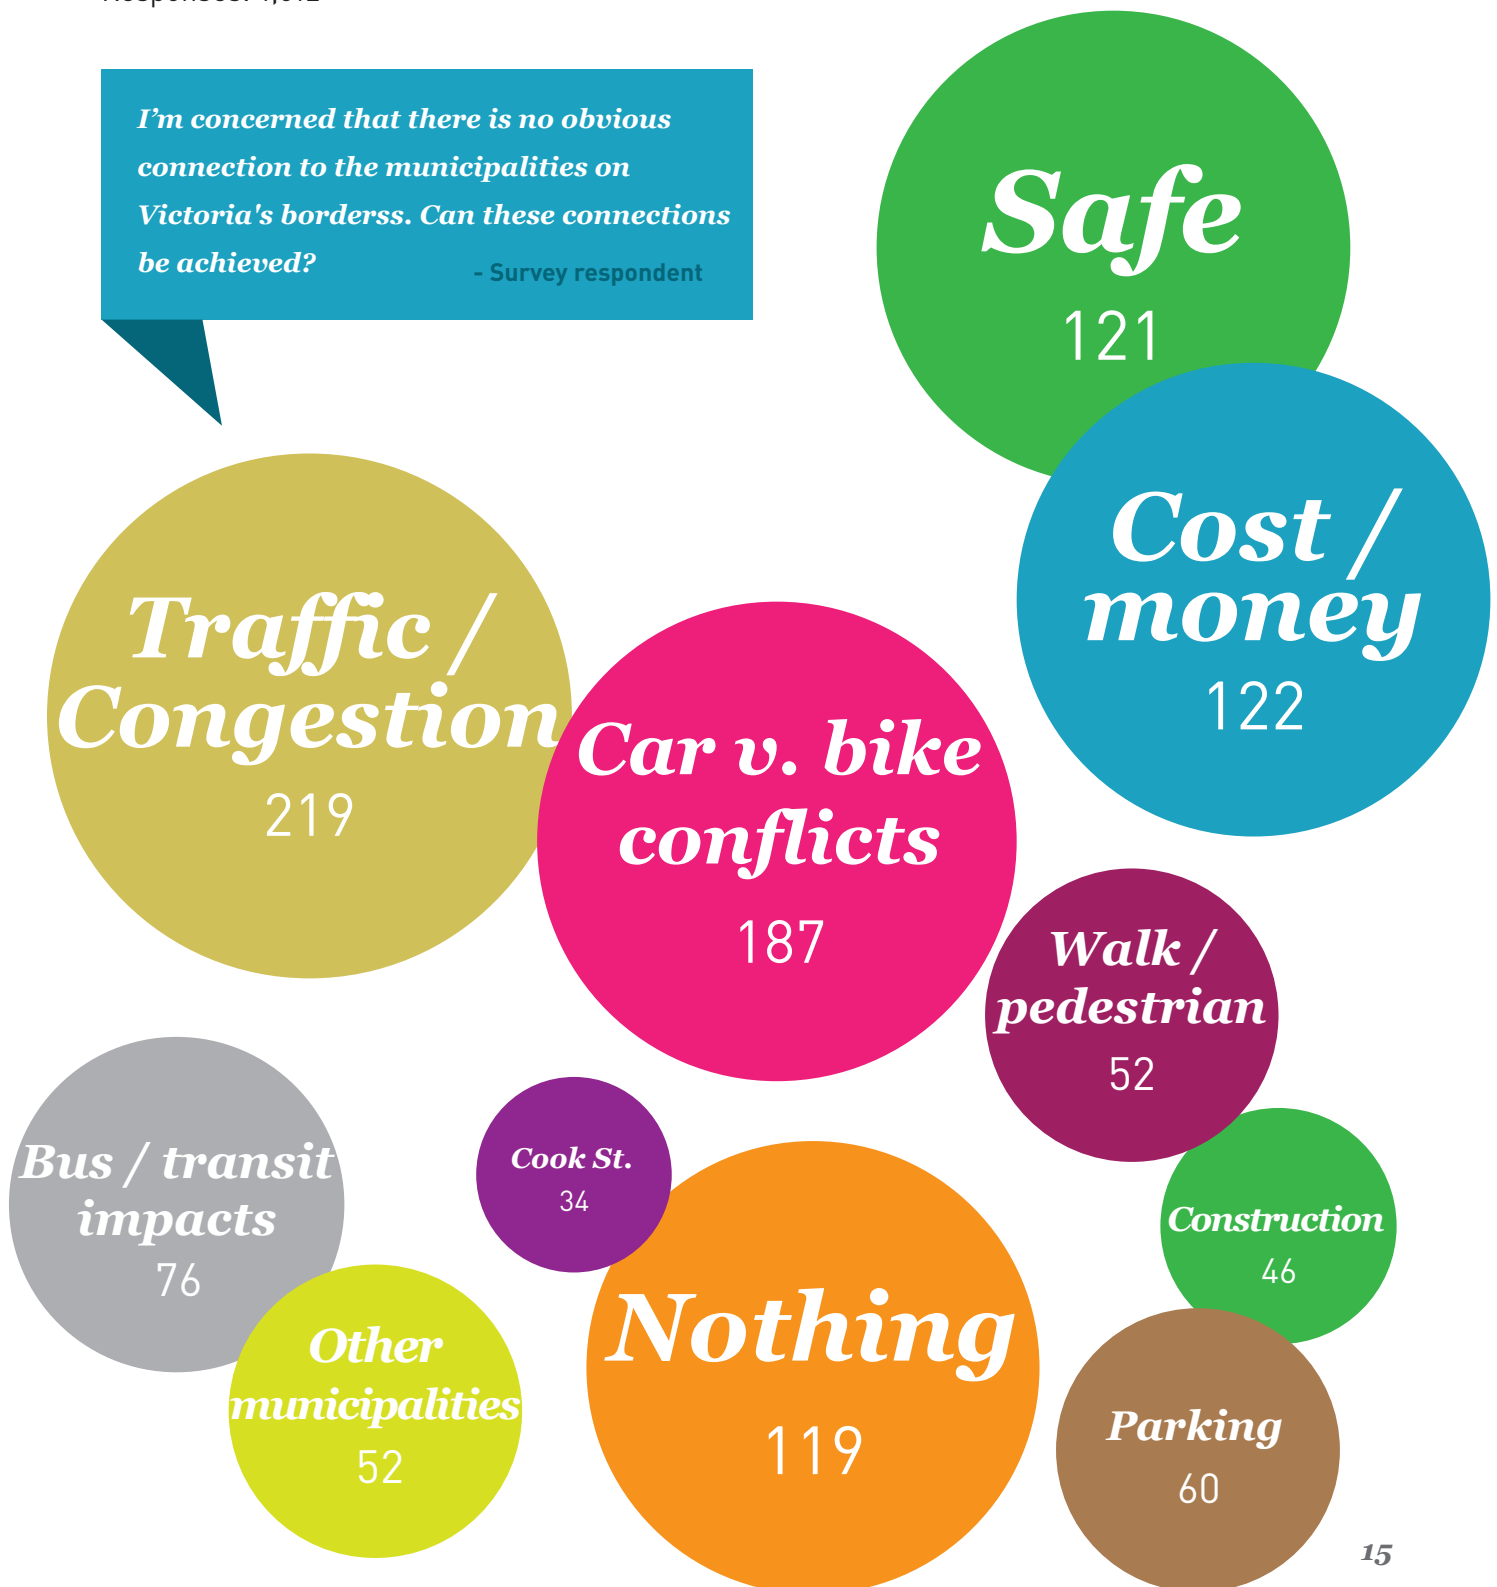 I’m concerned that there is no obvious
connection to the municipalities on
Victoria's borderss. Can these connections
be achieved?
- Survey respondent
Safe
121
Cost /
money
122
Traffic /
Congestion
219
Car v. bike
conflicts
187
Walk /
pedestrian
52
Bus / transit
impacts
76
Cook St.
34
Construction
46
Other
municipalities
52
Nothing
119
Parking
60
15